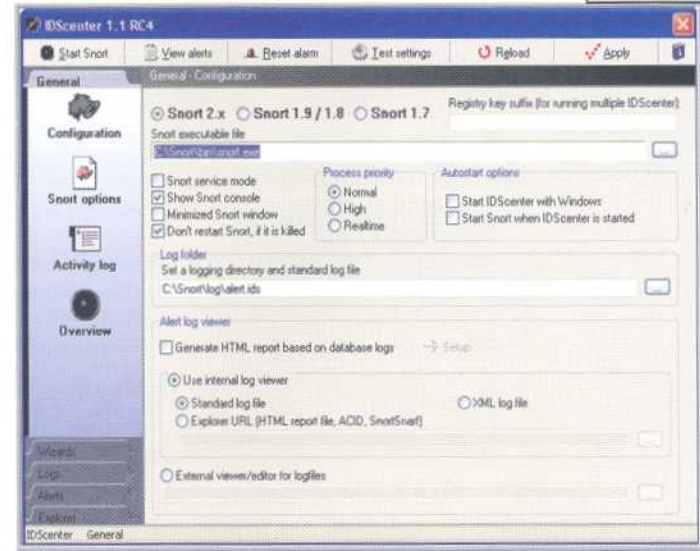 IDScenter 1.1 RC4
Start Snort View alerts Reset alarm Test settings Reload Apply
General
General - Configuration
Configuration
Snort options
Activity log
Overview
Snort 2.x Snort 1.9 / 1.8 Snort 1.7
Registry key suffix (for running multiple IDScenter)
Snort executable file
C:\Snort\bin\snort.exe
...
Snort service mode
Show Snort console
Minimized Snort window
Don't restart Snort, if it is killed
Process priority
Normal
High
Realtime
Autostart options
Start IDScenter with Windows
Start Snort when IDScenter is started
Log folder
Set a logging directory and standard log file
C:\Snort\log\alert.ids
...
Alert log viewer
Generate HTML report based on database logs
Setup
Use internal log viewer
Standard log file
XML log file
Explorer URL (HTML report file, ACID, SnortSnarf)
...
External viewer/editor for logfiles
...
Wizards
Logs
Alerts
Explorer
IDScenter General